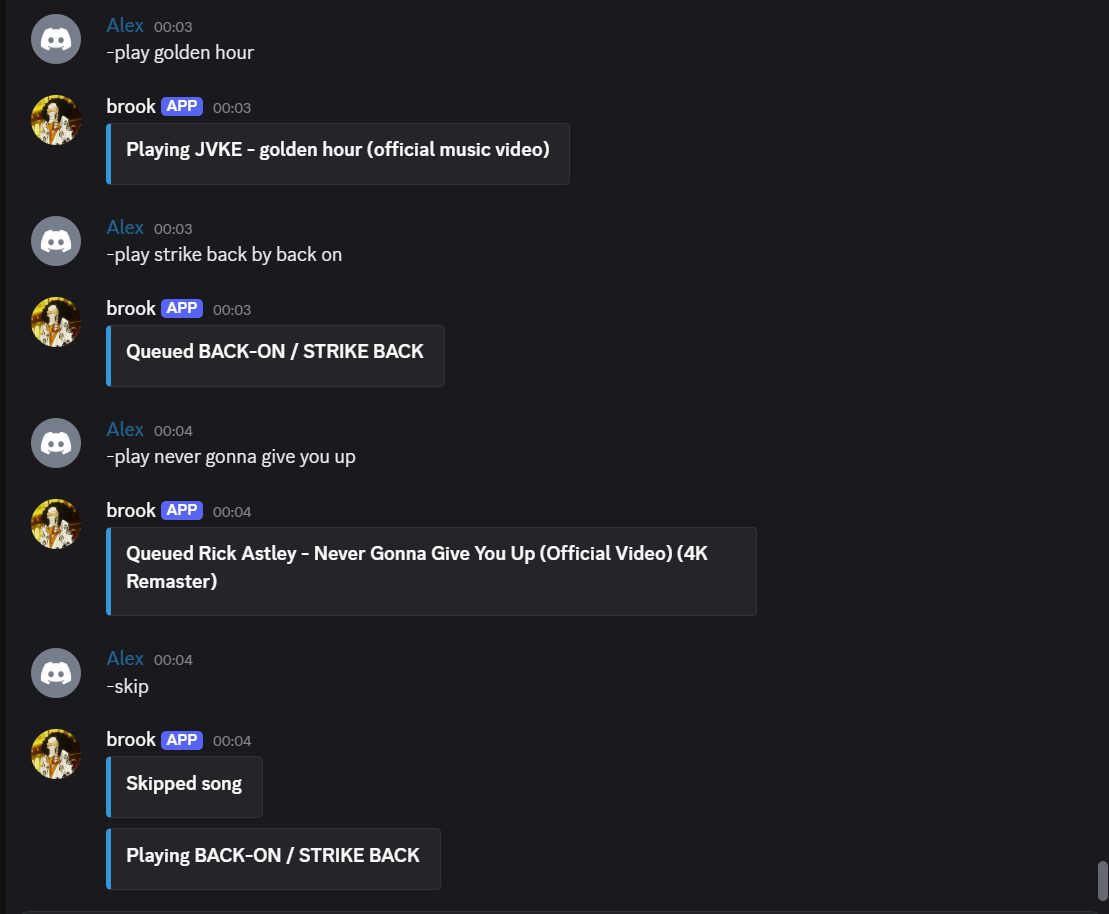 Alex 00:03
-play golden hour
brook APP 00:03
Playing JVKE - golden hour (official music video)
Alex 00:03
-play strike back by back on
brook APP 00:03
Queued BACK-ON / STRIKE BACK
Alex 00:04
-play never gonna give you up
brook APP 00:04
Queued Rick Astley - Never Gonna Give You Up (Official Video) (4K
Remaster)
Alex 00:04
-skip
brook APP 00:04
Skipped song
Playing BACK-ON / STRIKE BACK